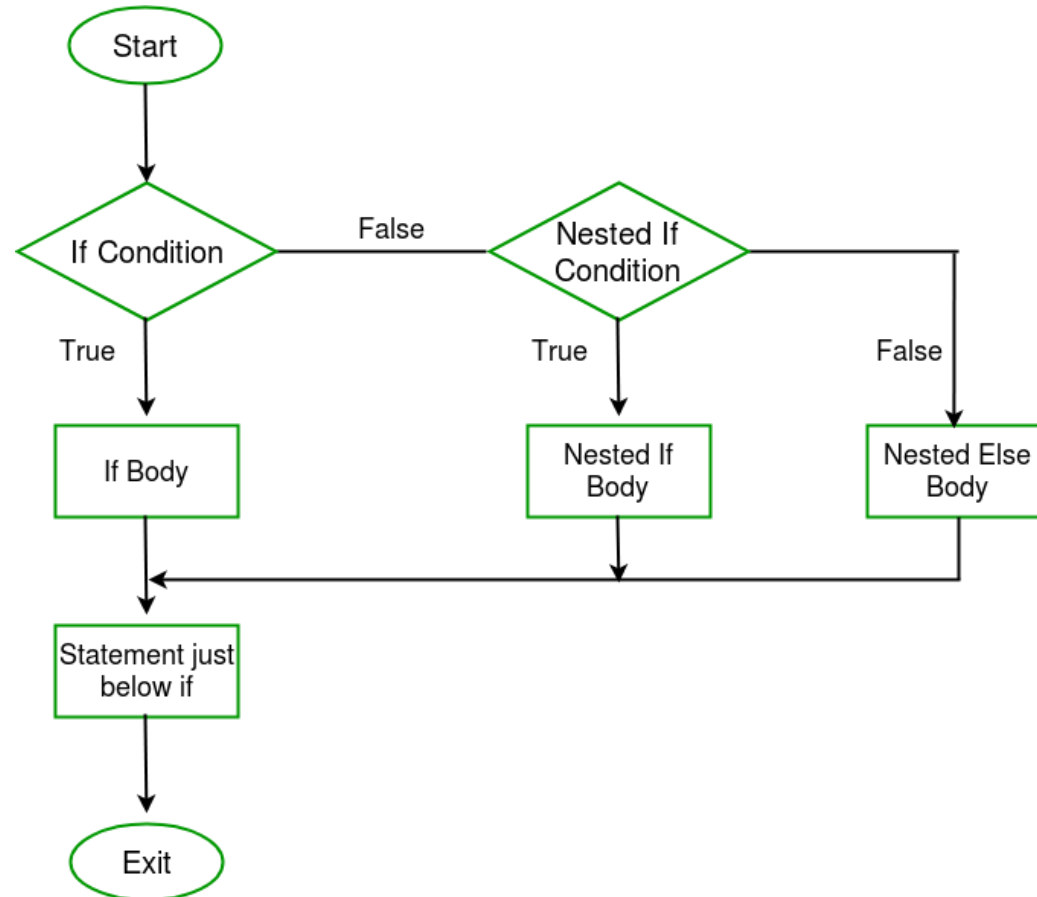 Start
If Condition
False
Nested If
Condition
True
True
False
If Body
Nested If
Body
Nested Else
Body
Statement just
below if
Exit